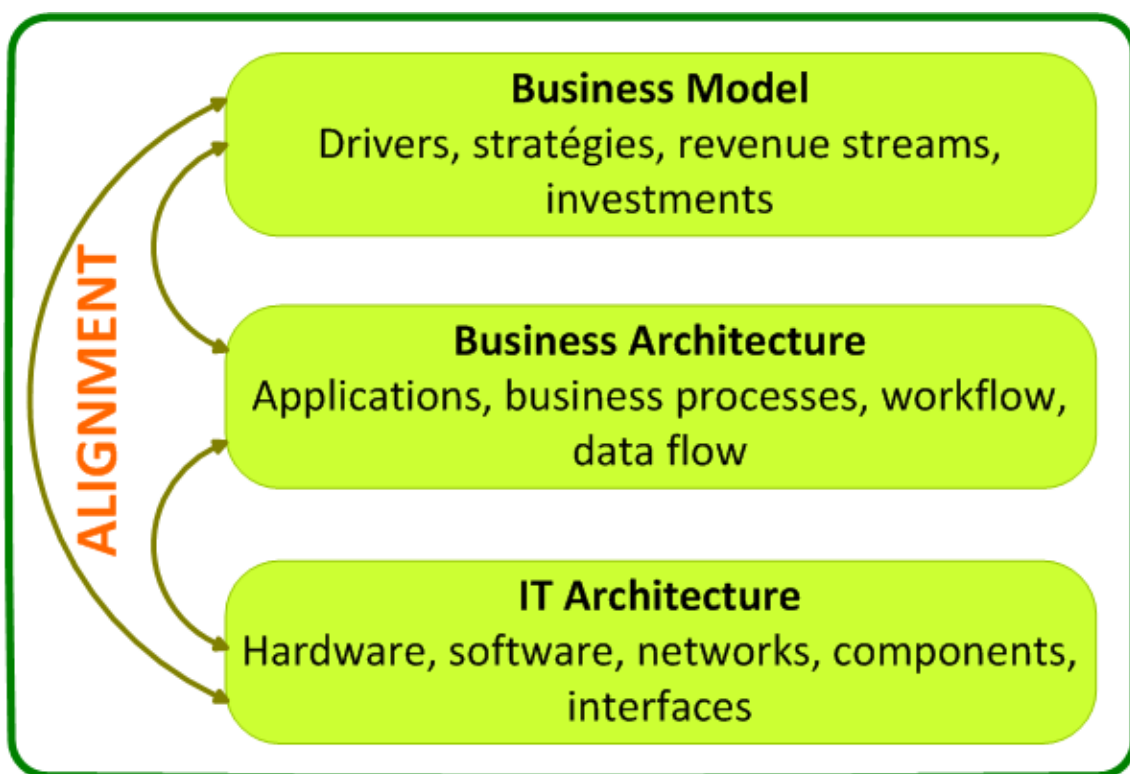 Business Model
Drivers, stratégies, revenue streams,
investments
ALIGNMENT
Business Architecture
Applications, business processes, workflow,
data flow
IT Architecture
Hardware, software, networks, components,
interfaces